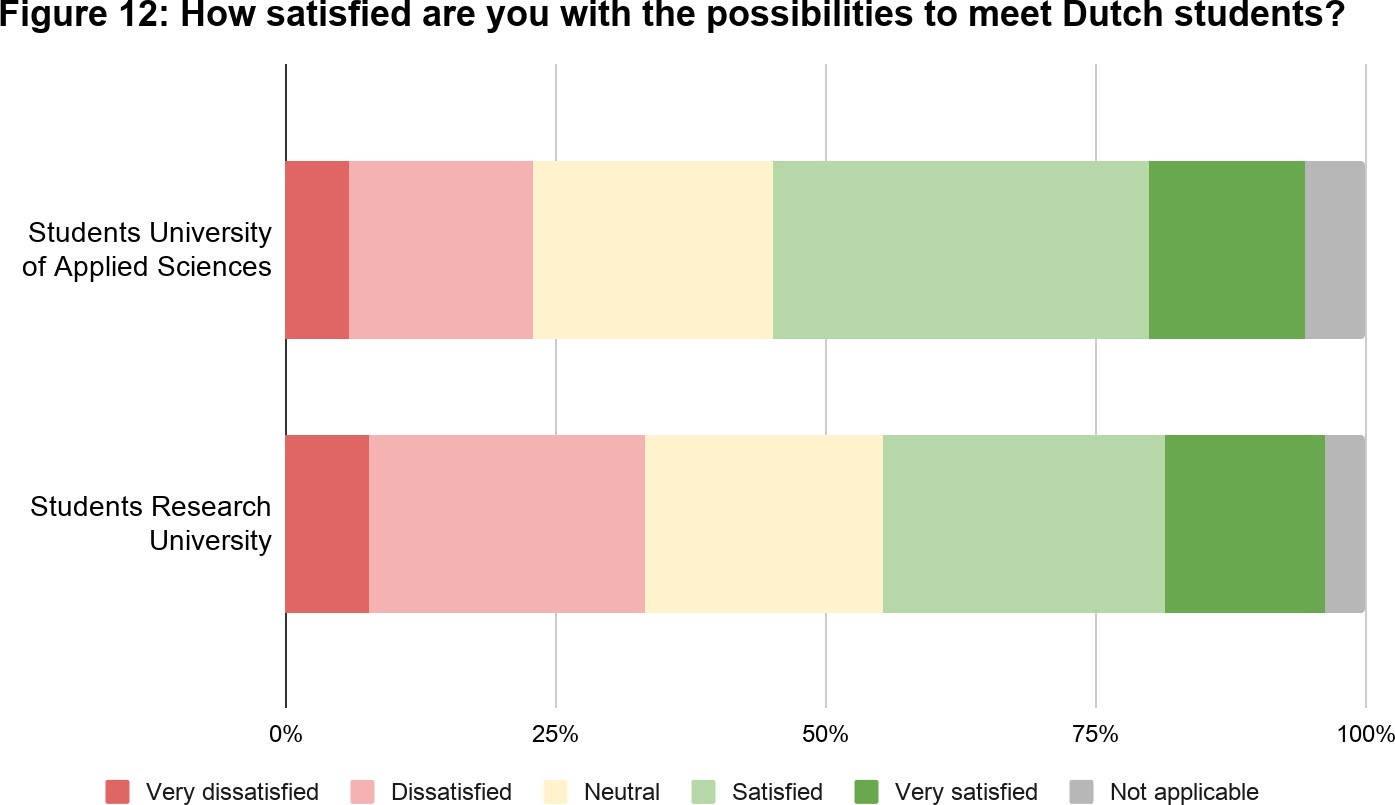 Figure 12: How satisfied are you with the possibilities to meet Dutch students?
Students University
of Applied Sciences
Students Research
University
0% 25% 50% 75% 100%
Very dissatisfied Dissatisfied Neutral Satisfied Very satisfied Not applicable